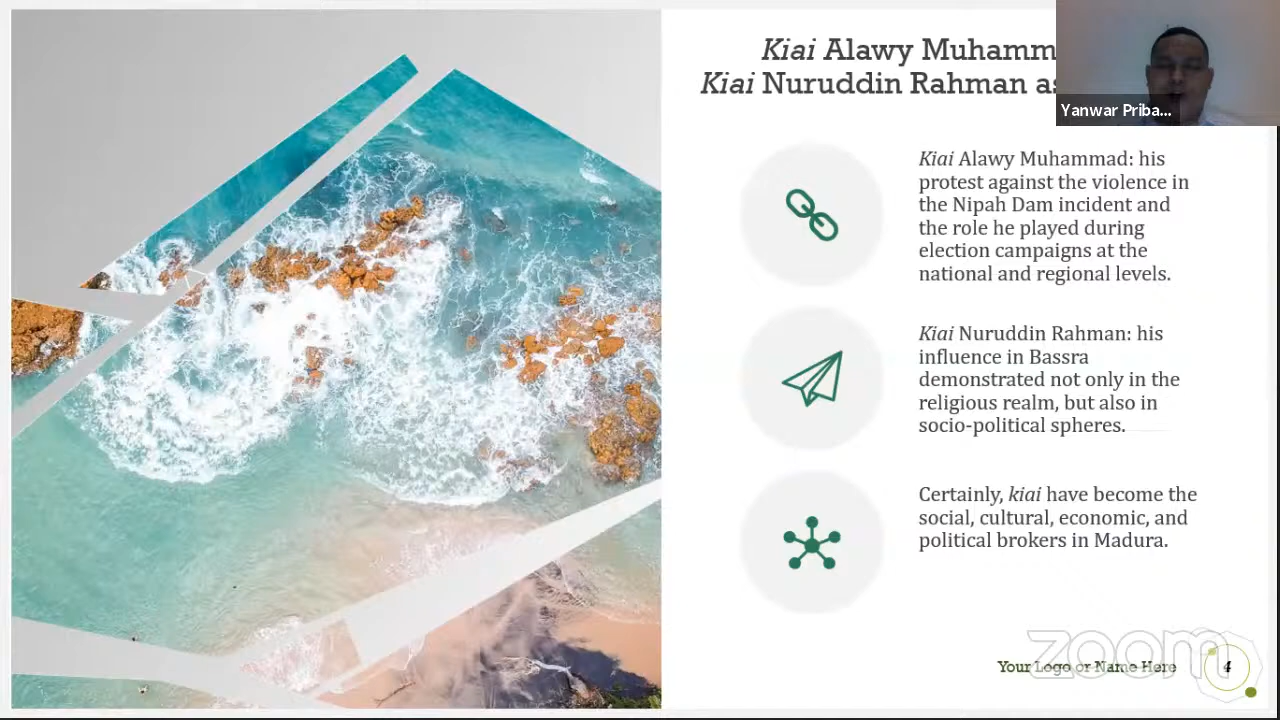 Kiai Alawy Muhamm
Kiai Nuruddin Rahman as
Yanwar Priba...
Kiai Alawy Muhammad: his
protest against the violence in
the Nipah Dam incident and
the role he played during
election campaigns at the
national and regional levels.
Kiai Nuruddin Rahman: his
influence in Bassra
demonstrated not only in the
religious realm, but also in
socio-political spheres.
Certainly, kiai have become the
social, cultural, economic, and
political brokers in Madura.
zoom
Your Logo or Name Here
4